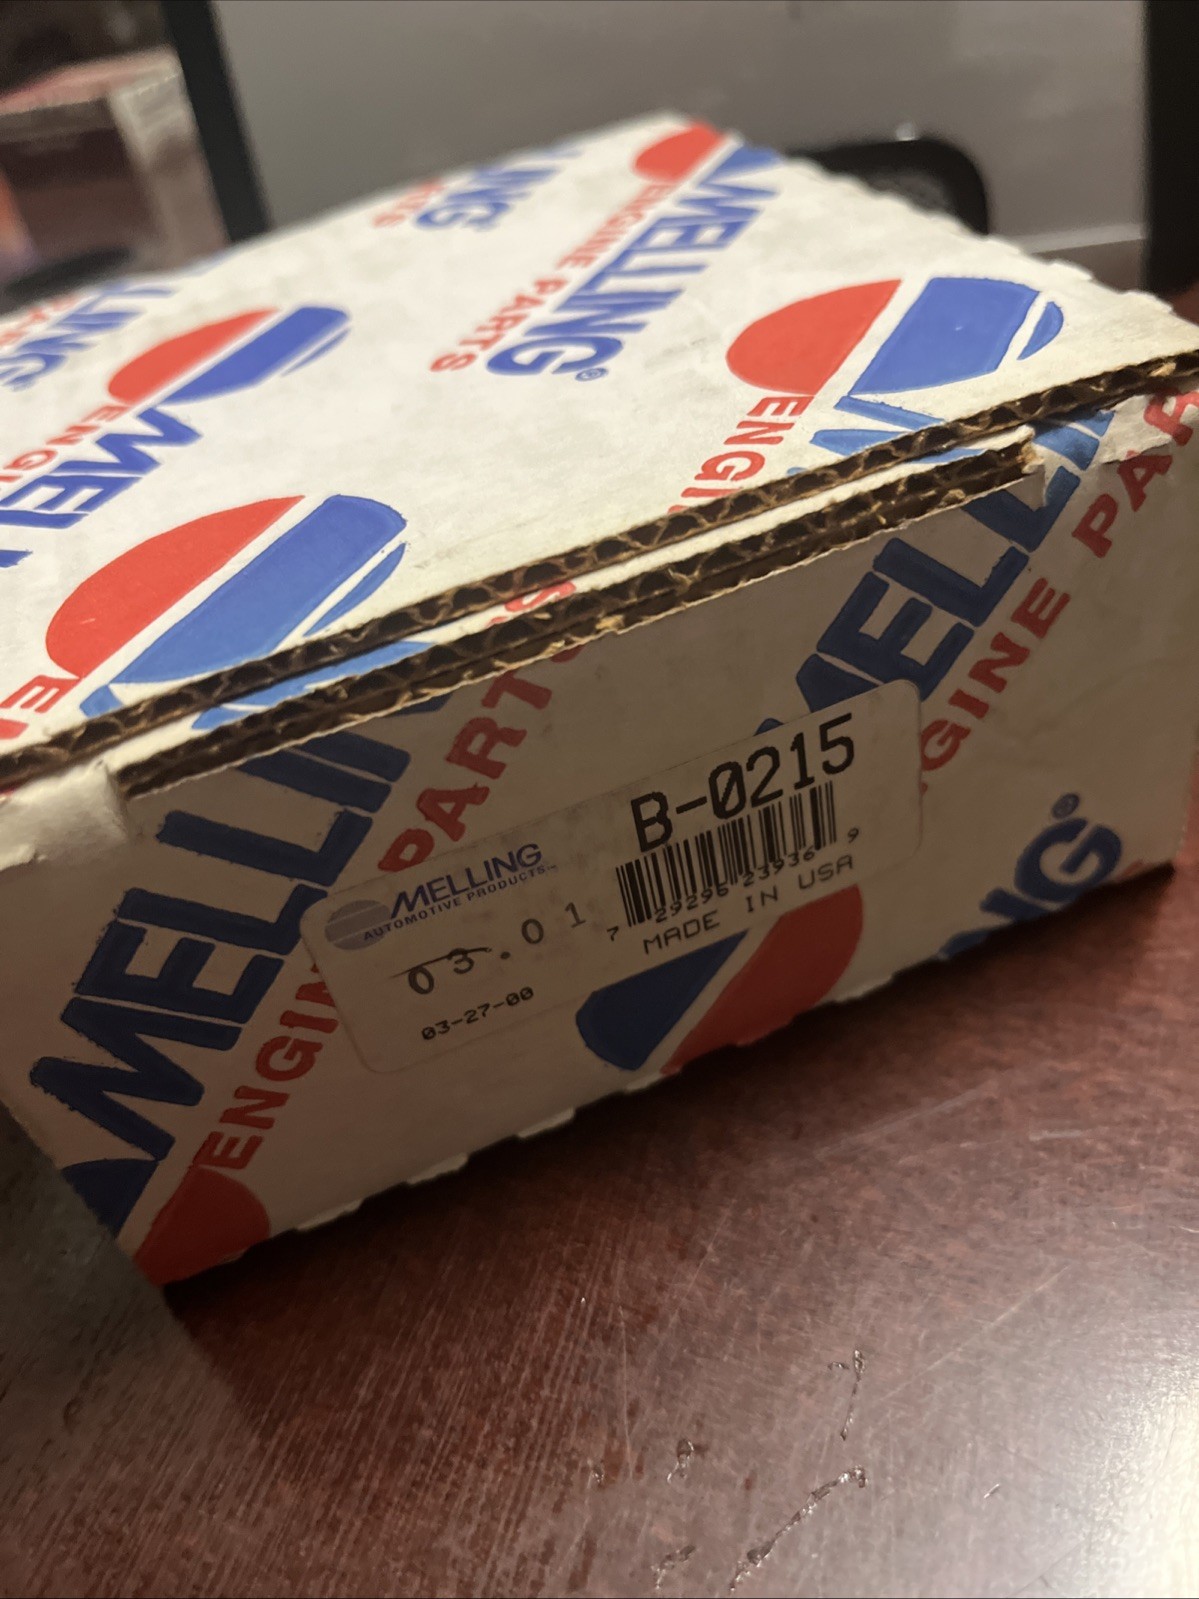 MELLING
PARTS
MELLING®
ENGINE PARTS
MELLING
ENGINE PARTS
MELLING
ENGINE PARTS
B-0215
7 29296 23936 9
MADE IN USA
MELLING
AUTOMOTIVE PRODUCTS
03.01
03-27-00
NG®